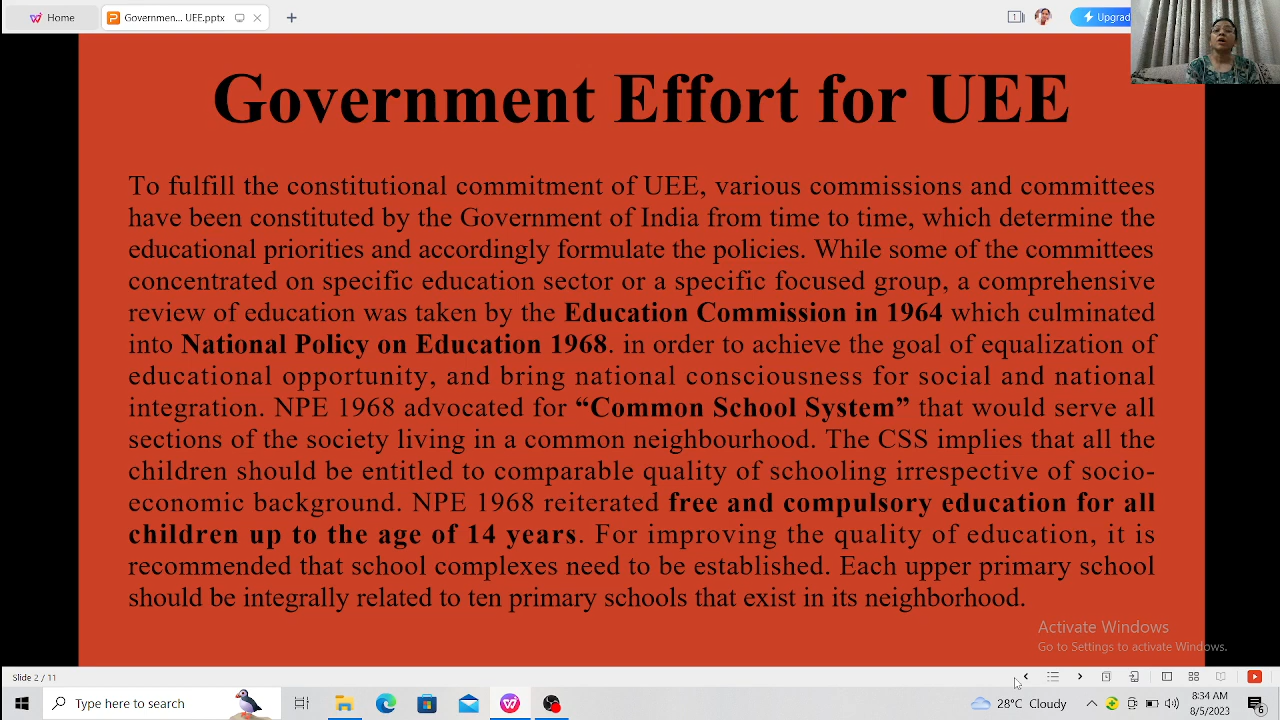 Home
Governmen... UEE.pptx
1
Upgrad
Government Effort for UEE
To fulfill the constitutional commitment of UEE, various commissions and committees
have been constituted by the Government of India from time to time, which determine the
educational priorities and accordingly formulate the policies. While some of the committees
concentrated on specific education sector or a specific focused group, a comprehensive
review of education was taken by the Education Commission in 1964 which culminated
into National Policy on Education 1968. in order to achieve the goal of equalization of
educational opportunity, and bring national consciousness for social and national
integration. NPE 1968 advocated for “Common School System” that would serve all
sections of the society living in a common neighbourhood. The CSS implies that all the
children should be entitled to comparable quality of schooling irrespective of socio-
economic background. NPE 1968 reiterated free and compulsory education for all
children up to the age of 14 years. For improving the quality of education, it is
recommended that school complexes need to be established. Each upper primary school
should be integrally related to ten primary schools that exist in its neighborhood.
Activate Windows
Go to Settings to activate Windows.
Slide 2 / 11
Type here to search
28°C Cloudy
8:34 AM
8/5/2023
6